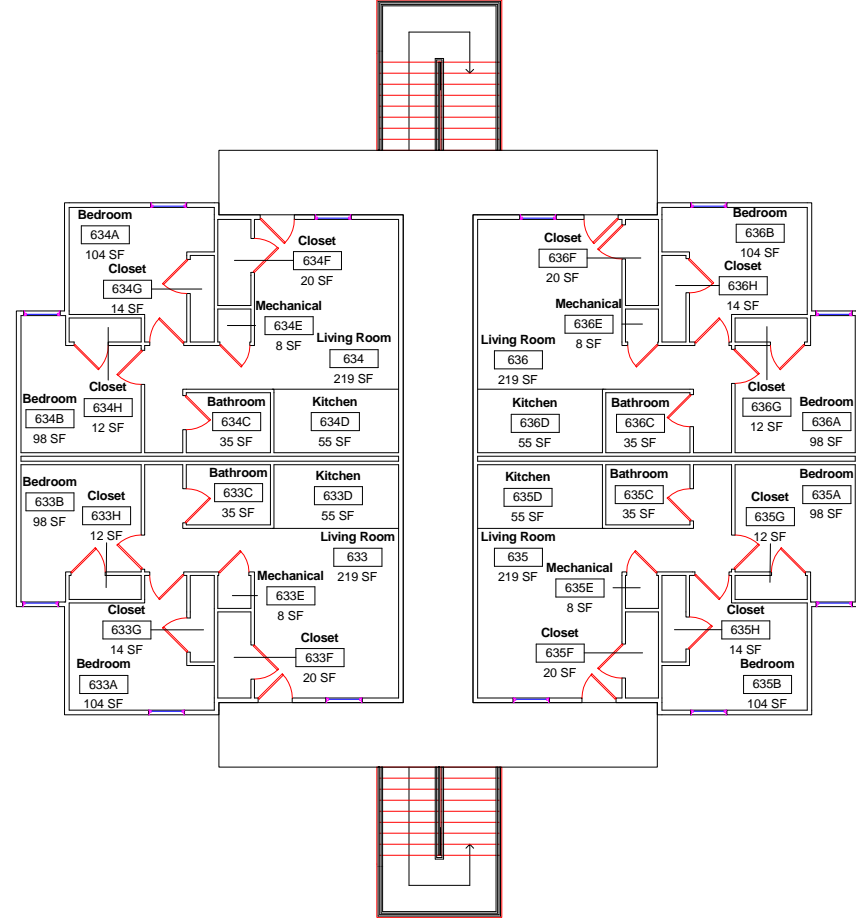 Bedroom
634A
104 SF
Closet
634G
14 SF
Closet
634F
20 SF
Mechanical
634E
8 SF
Living Room
634
219 SF
Closet
634H
12 SF
Bedroom
634B
98 SF
Bathroom
634C
35 SF
Kitchen
634D
55 SF
Bedroom
636B
104 SF
Closet
636H
14 SF
Closet
636F
20 SF
Mechanical
636E
8 SF
Living Room
636
219 SF
Closet
636G
12 SF
Bedroom
636A
98 SF
Kitchen
636D
55 SF
Bathroom
636C
35 SF
Bedroom
633B
98 SF
Closet
633H
12 SF
Bathroom
633C
35 SF
Kitchen
633D
55 SF
Living Room
633
219 SF
Mechanical
633E
8 SF
Closet
633G
14 SF
Closet
633F
20 SF
Bedroom
633A
104 SF
Kitchen
635D
55 SF
Bathroom
635C
35 SF
Closet
635G
12 SF
Bedroom
635A
98 SF
Living Room
635
219 SF
Mechanical
635E
8 SF
Closet
635F
20 SF
Closet
635H
14 SF
Bedroom
635B
104 SF